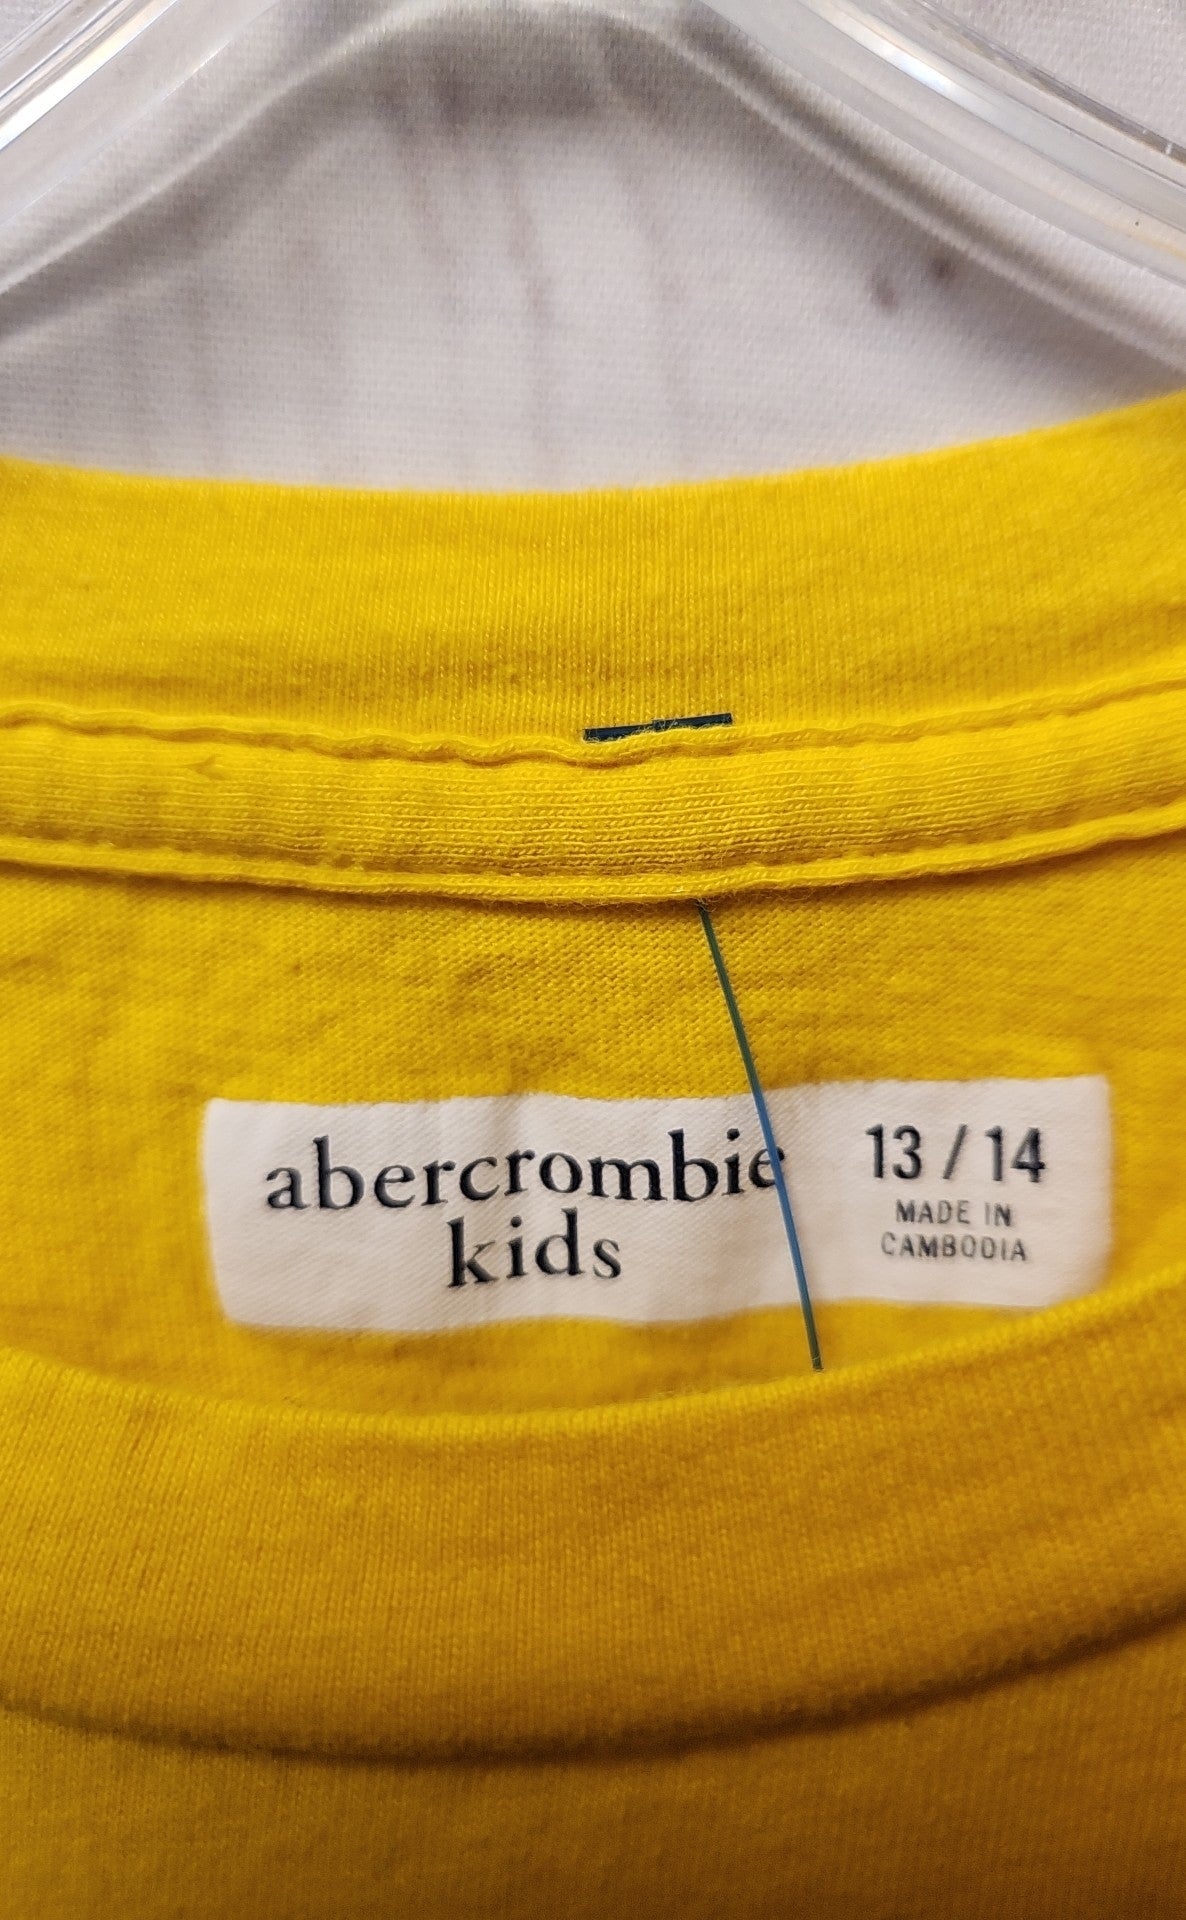 abercrombie
kids
13 / 14
MADE IN
CAMBODIA